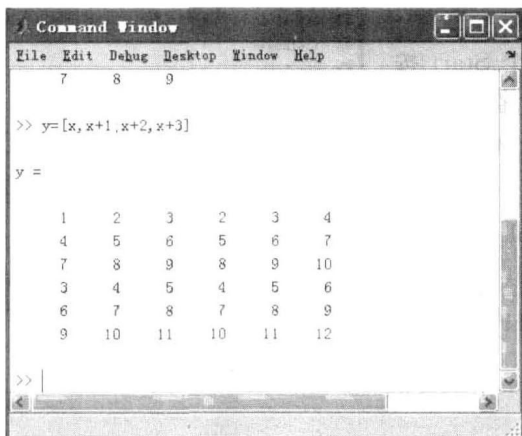 Command Window
File Edit Debug Desktop Window Help
7 8 9
>> y=[x, x+1 ,x+2, x+3]
y =
1 2 3 2 3 4
4 5 6 5 6 7
7 8 9 8 9 10
3 4 5 4 5 6
6 7 8 7 8 9
9 10 11 10 11 12
>>